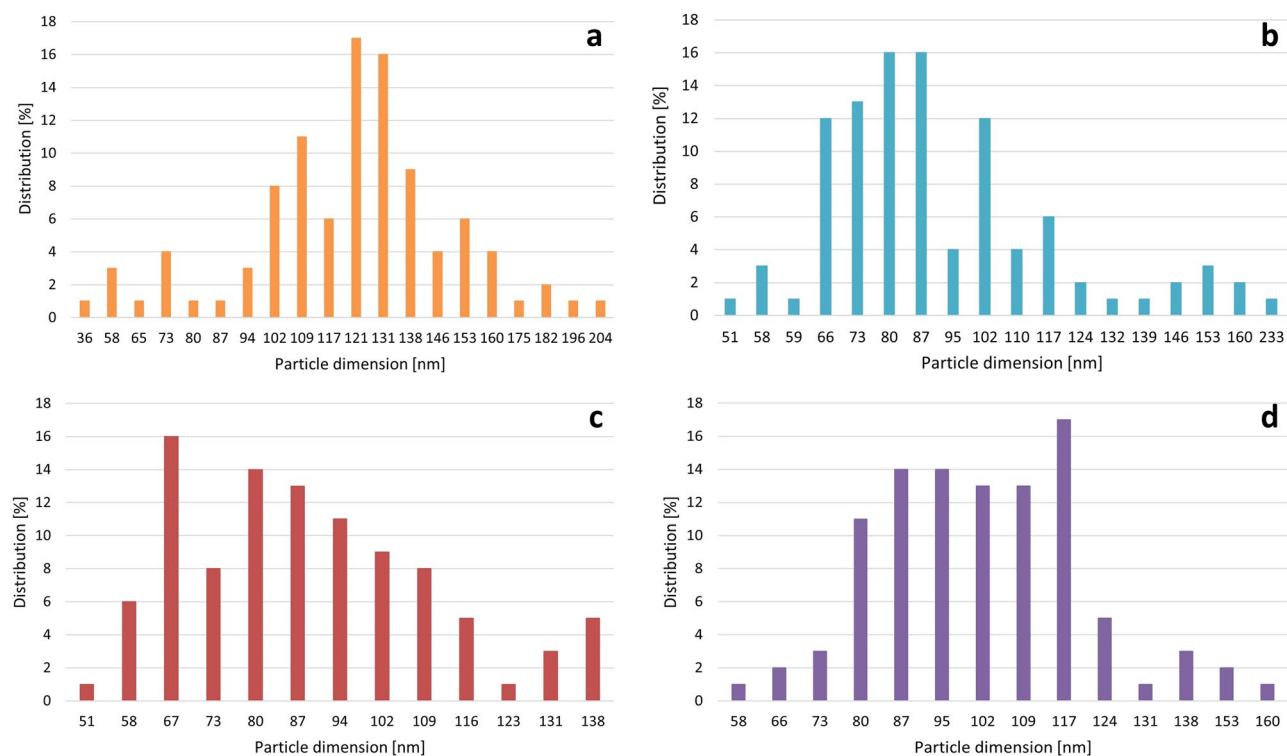 a
18
16
14
12
10
8
6
4
2
0
Distribution [%]
36 58 65 73 80 87 94 102 109 117 121 131 138 146 153 160 175 182 196 204
Particle dimension [nm]
b
18
16
14
12
10
8
6
4
2
0
Distribution [%]
51 58 59 66 73 80 87 95 102 110 117 124 132 139 146 153 160 233
Particle dimension [nm]
c
18
16
14
12
10
8
6
4
2
0
Distribution [%]
51 58 67 73 80 87 94 102 109 116 123 131 138
Particle dimension [nm]
d
18
16
14
12
10
8
6
4
2
0
Distribution [%]
58 66 73 80 87 95 102 109 117 124 131 138 153 160
Particle dimension [nm]